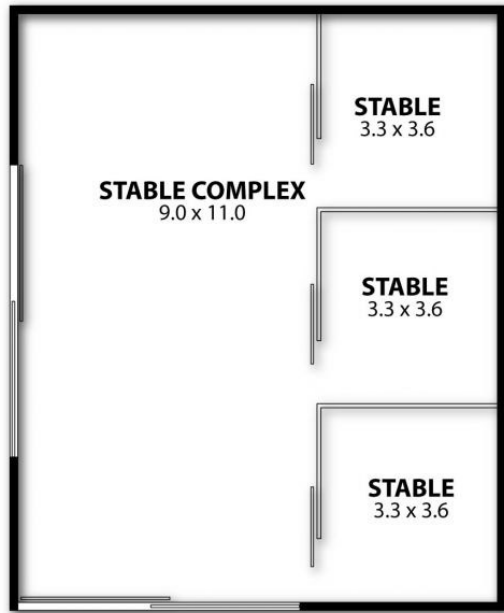 STABLE
3.3 x 3.6
STABLE COMPLEX
9.0 x 11.0
STABLE
3.3 x 3.6
STABLE
3.3 x 3.6